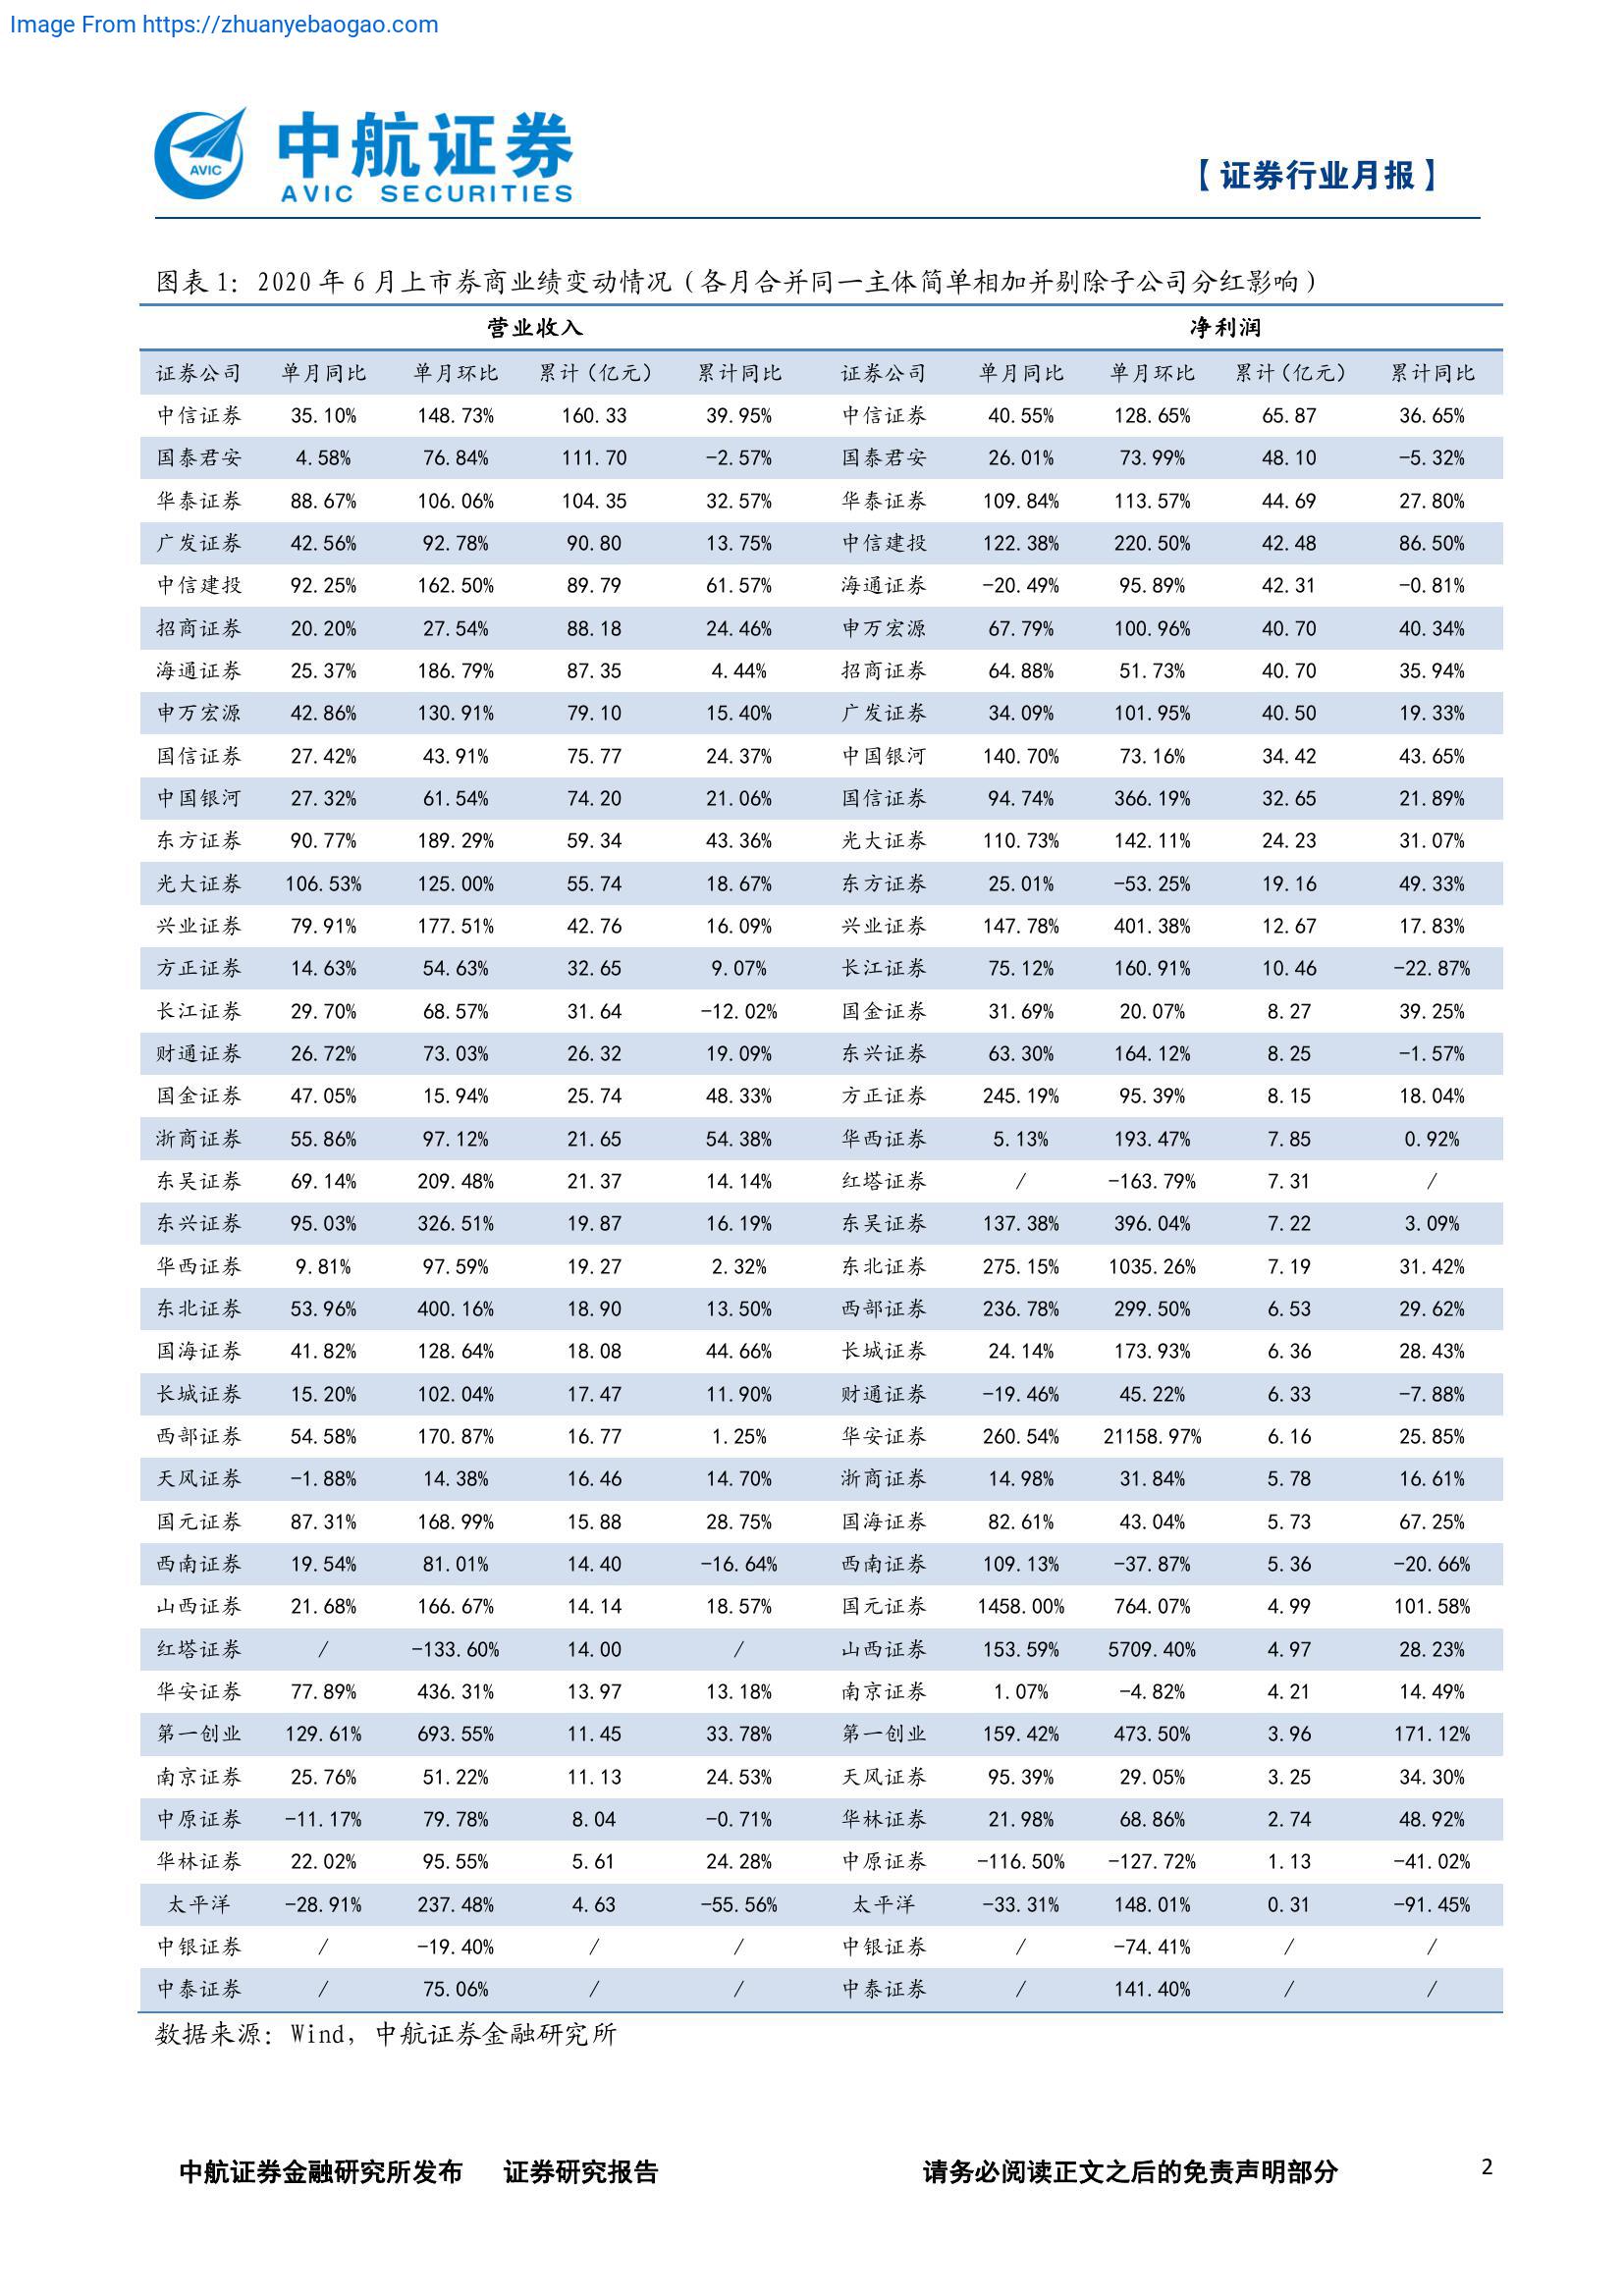 Image From https://zhuanyebaogao.com
AVIC
中航证券
AVIC SECURITIES
【证券行业月报】
图表 1：2020 年 6 月上市券商业绩变动情况（各月合并同一主体简单相加并剔除子公司分红影响）
营业收入 净利润
证券公司 单月同比 单月环比 累计（亿元） 累计同比 证券公司 单月同比 单月环比 累计（亿元） 累计同比
中信证券 35.10% 148.73% 160.33 39.95% 中信证券 40.55% 128.65% 65.87 36.65%
国泰君安 4.58% 76.84% 111.70 -2.57% 国泰君安 26.01% 73.99% 48.10 -5.32%
华泰证券 88.67% 106.06% 104.35 32.57% 华泰证券 109.84% 113.57% 44.69 27.80%
广发证券 42.56% 92.78% 90.80 13.75% 中信建投 122.38% 220.50% 42.48 86.50%
中信建投 92.25% 162.50% 89.79 61.57% 海通证券 -20.49% 95.89% 42.31 -0.81%
招商证券 20.20% 27.54% 88.18 24.46% 申万宏源 67.79% 100.96% 40.70 40.34%
海通证券 25.37% 186.79% 87.35 4.44% 招商证券 64.88% 51.73% 40.70 35.94%
申万宏源 42.86% 130.91% 79.10 15.40% 广发证券 34.09% 101.95% 40.50 19.33%
国信证券 27.42% 43.91% 75.77 24.37% 中国银河 140.70% 73.16% 34.42 43.65%
中国银河 27.32% 61.54% 74.20 21.06% 国信证券 94.74% 366.19% 32.65 21.89%
东方证券 90.77% 189.29% 59.34 43.36% 光大证券 110.73% 142.11% 24.23 31.07%
光大证券 106.53% 125.00% 55.74 18.67% 东方证券 25.01% -53.25% 19.16 49.33%
兴业证券 79.91% 177.51% 42.76 16.09% 兴业证券 147.78% 401.38% 12.67 17.83%
方正证券 14.63% 54.63% 32.65 9.07% 长江证券 75.12% 160.91% 10.46 -22.87%
长江证券 29.70% 68.57% 31.64 -12.02% 国金证券 31.69% 20.07% 8.27 39.25%
财通证券 26.72% 73.03% 26.32 19.09% 东兴证券 63.30% 164.12% 8.25 -1.57%
国金证券 47.05% 15.94% 25.74 48.33% 方正证券 245.19% 95.39% 8.15 18.04%
浙商证券 55.86% 97.12% 21.65 54.38% 华西证券 5.13% 193.47% 7.85 0.92%
东吴证券 69.14% 209.48% 21.37 14.14% 红塔证券 / -163.79% 7.31 /
东兴证券 95.03% 326.51% 19.87 16.19% 东吴证券 137.38% 396.04% 7.22 3.09%
华西证券 9.81% 97.59% 19.27 2.32% 东北证券 275.15% 1035.26% 7.19 31.42%
东北证券 53.96% 400.16% 18.90 13.50% 西部证券 236.78% 299.50% 6.53 29.62%
国海证券 41.82% 128.64% 18.08 44.66% 长城证券 24.14% 173.93% 6.36 28.43%
长城证券 15.20% 102.04% 17.47 11.90% 财通证券 -19.46% 45.22% 6.33 -7.88%
西部证券 54.58% 170.87% 16.77 1.25% 华安证券 260.54% 21158.97% 6.16 25.85%
天风证券 -1.88% 14.38% 16.46 14.70% 浙商证券 14.98% 31.84% 5.78 16.61%
国元证券 87.31% 168.99% 15.88 28.75% 国海证券 82.61% 43.04% 5.73 67.25%
西南证券 19.54% 81.01% 14.40 -16.64% 西南证券 109.13% -37.87% 5.36 -20.66%
山西证券 21.68% 166.67% 14.14 18.57% 国元证券 1458.00% 764.07% 4.99 101.58%
红塔证券 / -133.60% 14.00 / 山西证券 153.59% 5709.40% 4.97 28.23%
华安证券 77.89% 436.31% 13.97 13.18% 南京证券 1.07% -4.82% 4.21 14.49%
第一创业 129.61% 693.55% 11.45 33.78% 第一创业 159.42% 473.50% 3.96 171.12%
南京证券 25.76% 51.22% 11.13 24.53% 天风证券 95.39% 29.05% 3.25 34.30%
中原证券 -11.17% 79.78% 8.04 -0.71% 华林证券 21.98% 68.86% 2.74 48.92%
华林证券 22.02% 95.55% 5.61 24.28% 中原证券 -116.50% -127.72% 1.13 -41.02%
太平洋 -28.91% 237.48% 4.63 -55.56% 太平洋 -33.31% 148.01% 0.31 -91.45%
中银证券 / -19.40% / / 中银证券 / -74.41% / /
中泰证券 / 75.06% / / 中泰证券 / 141.40% / /
数据来源：Wind，中航证券金融研究所
中航证券金融研究所发布 证券研究报告 请务必阅读正文之后的免责声明部分 2